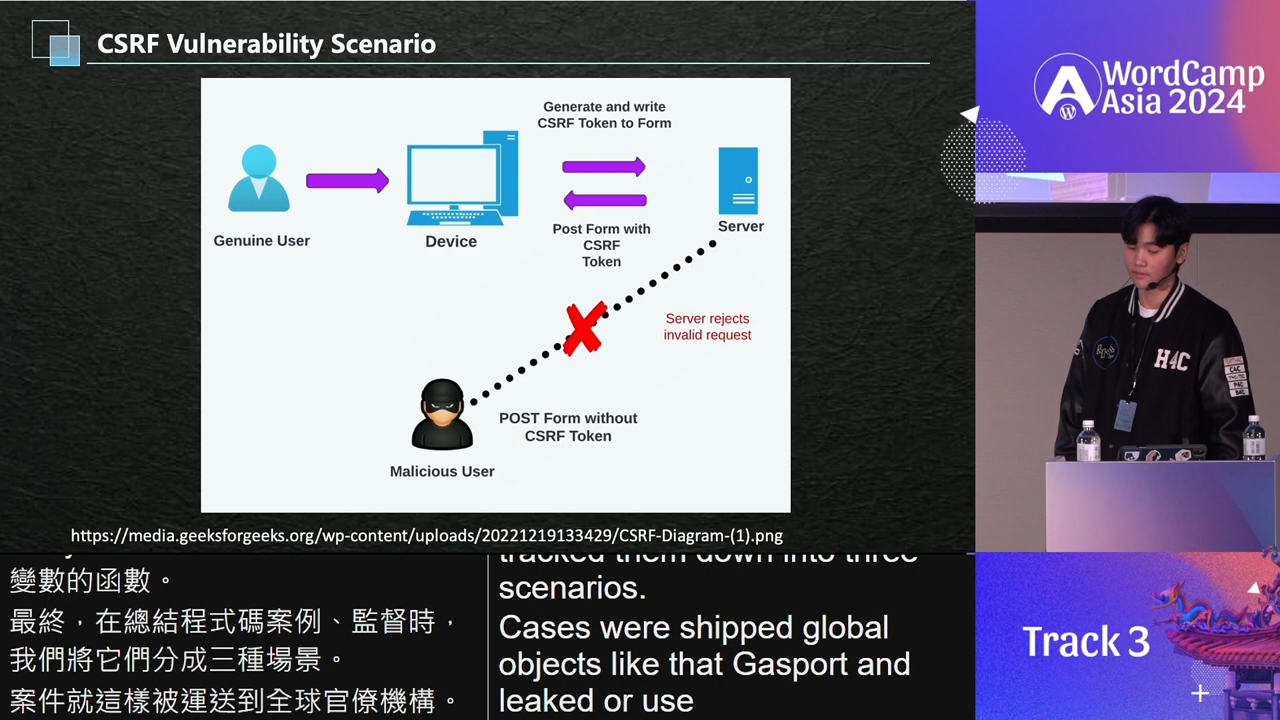 CSRF Vulnerability Scenario
Generate and write
CSRF Token to Form
Genuine User
Device
Post Form with
CSRF
Token
Server
Server rejects
invalid request
POST Form without
CSRF Token
Malicious User
https://media.geeksforgeeks.org/wp-content/uploads/20221219133429/CSRF-Diagram-(1).png
變數的函數。
最終，在總結程式碼案例、監督時，
我們將它們分成三種場景。
案件就這樣被運送到全球官僚機構。
tracked them down into three
scenarios.
Cases were shipped global
objects like that Gasport and
leaked or use
WordCamp
Asia 2024
H4C
Track 3